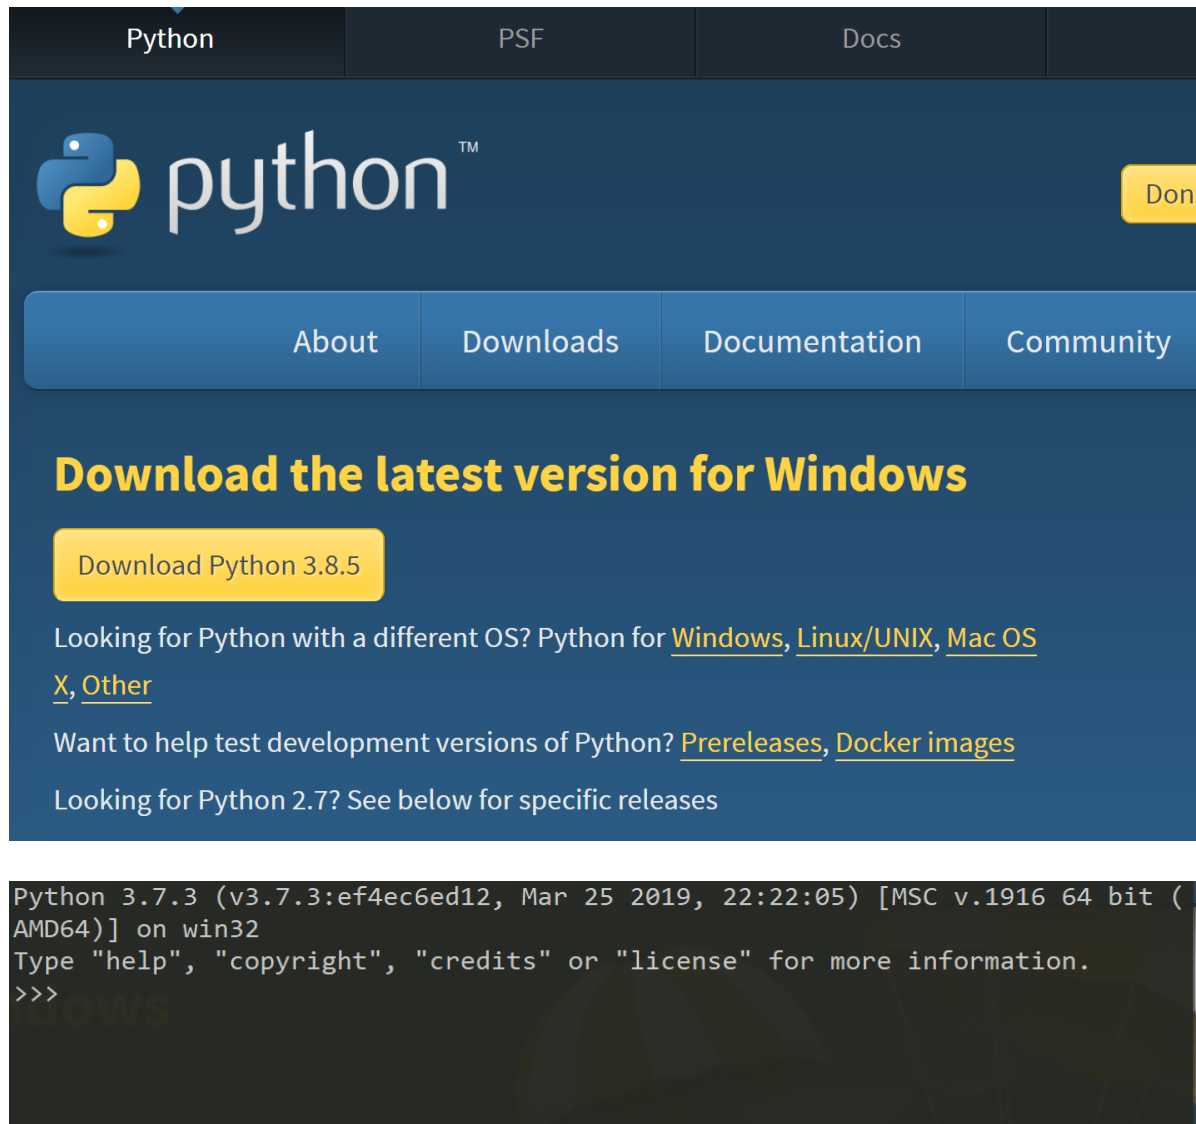 Python PSF Docs
python™
Don
About Downloads Documentation Community
Download the latest version for Windows
Download Python 3.8.5
Looking for Python with a different OS? Python for Windows, Linux/UNIX, Mac OS
X, Other
Want to help test development versions of Python? Prereleases, Docker images
Looking for Python 2.7? See below for specific releases
Python 3.7.3 (v3.7.3:ef4ec6ed12, Mar 25 2019, 22:22:05) [MSC v.1916 64 bit (
AMD64)] on win32
Type "help", "copyright", "credits" or "license" for more information.
>>>
dows